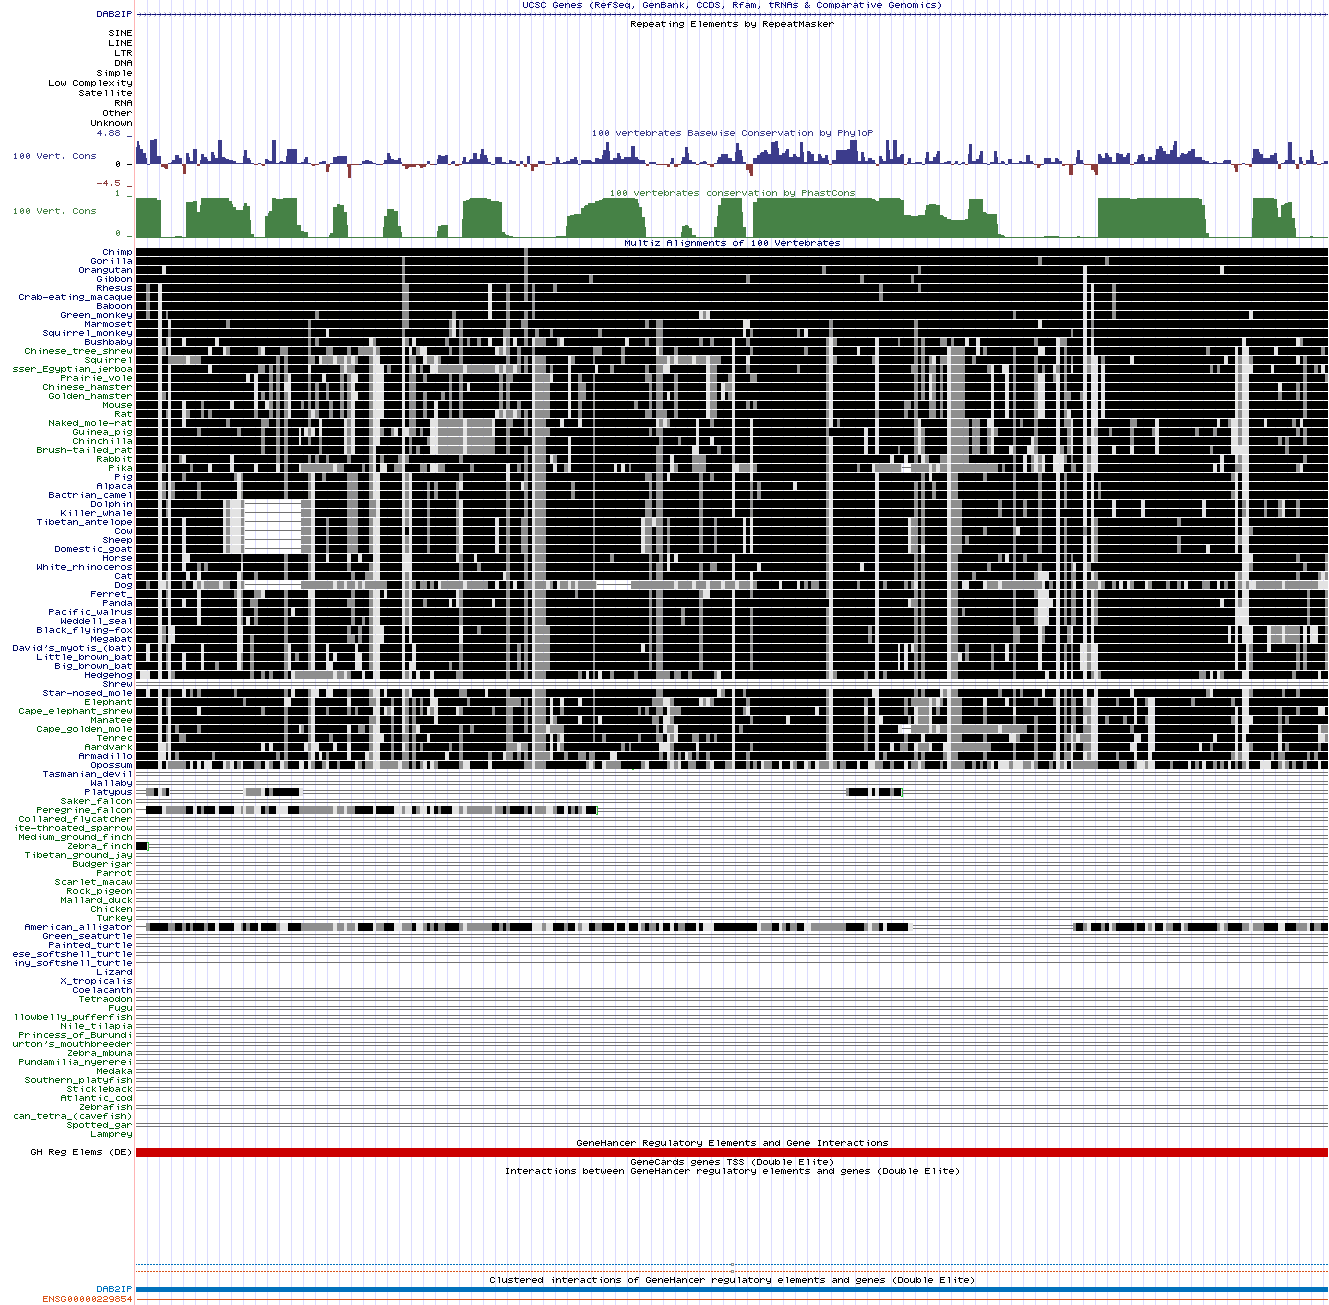 UCSC Genes (RefSeq, GenBank, CCDS, Rfam, tRNAs & Comparative Genomics)
DAB2IP
Repeating Elements by RepeatMasker
SINE
LINE
LTR
DNA
Simple
Low Complexity
Satellite
RNA
Other
Unknown
4.88 _
100 vertebrates Basewise Conservation by PhyloP
100 Vert. Cons
0 _
-4.5 _
1 _
100 vertebrates conservation by PhastCons
100 Vert. Cons
0 _
Multiz Alignments of 100 Vertebrates
Chimp
Gorilla
Orangutan
Gibbon
Rhesus
Crab-eating_macaque
Baboon
Green_monkey
Marmoset
Squirrel_monkey
Bushbaby
Chinese_tree_shrew
Squirrel
sser_Egyptian_jerboa
Prairie_vole
Chinese_hamster
Golden_hamster
Mouse
Rat
Naked_mole-rat
Guinea_pig
Chinchilla
Brush-tailed_rat
Rabbit
Pika
Pig
Alpaca
Bactrian_camel
Dolphin
Killer_whale
Tibetan_antelope
Cow
Sheep
Domestic_goat
Horse
White_rhinoceros
Cat
Dog
Ferret_
Panda
Pacific_walrus
Weddell_seal
Black_flying-fox
Megabat
David's_myotis_(bat)
Little_brown_bat
Big_brown_bat
Hedgehog
Shrew
Star-nosed_mole
Elephant
Cape_elephant_shrew
Manatee
Cape_golden_mole
Tenrec
Aardvark
Armadillo
Opossum
Tasmanian_devil
Wallaby
Platypus
Saker_falcon
Peregrine_falcon
Collared_flycatcher
ite-throated_sparrow
Medium_ground_finch
Zebra_finch
Tibetan_ground_jay
Budgerigar
Parrot
Scarlet_macaw
Rock_pigeon
Mallard_duck
Chicken
Turkey
American_alligator
Green_seaturtle
Painted_turtle
ese_softshell_turtle
iny_softshell_turtle
Lizard
X_tropicalis
Coelacanth
Tetraodon
Fugu
llowbelly_pufferfish
Nile_tilapia
Princess_of_Burundi
urton's_mouthbreeder
Zebra_mbuna
Pundamilia_nyererei
Medaka
Southern_platyfish
Stickleback
Atlantic_cod
Zebrafish
can_tetra_(cavefish)
Spotted_gar
Lamprey
GeneHancer Regulatory Elements and Gene Interactions
GH Reg Elems (DE)
GeneCards genes TSS (Double Elite)
Interactions between GeneHancer regulatory elements and genes (Double Elite)
Clustered interactions of GeneHancer regulatory elements and genes (Double Elite)
DAB2IP
ENSG00000229854